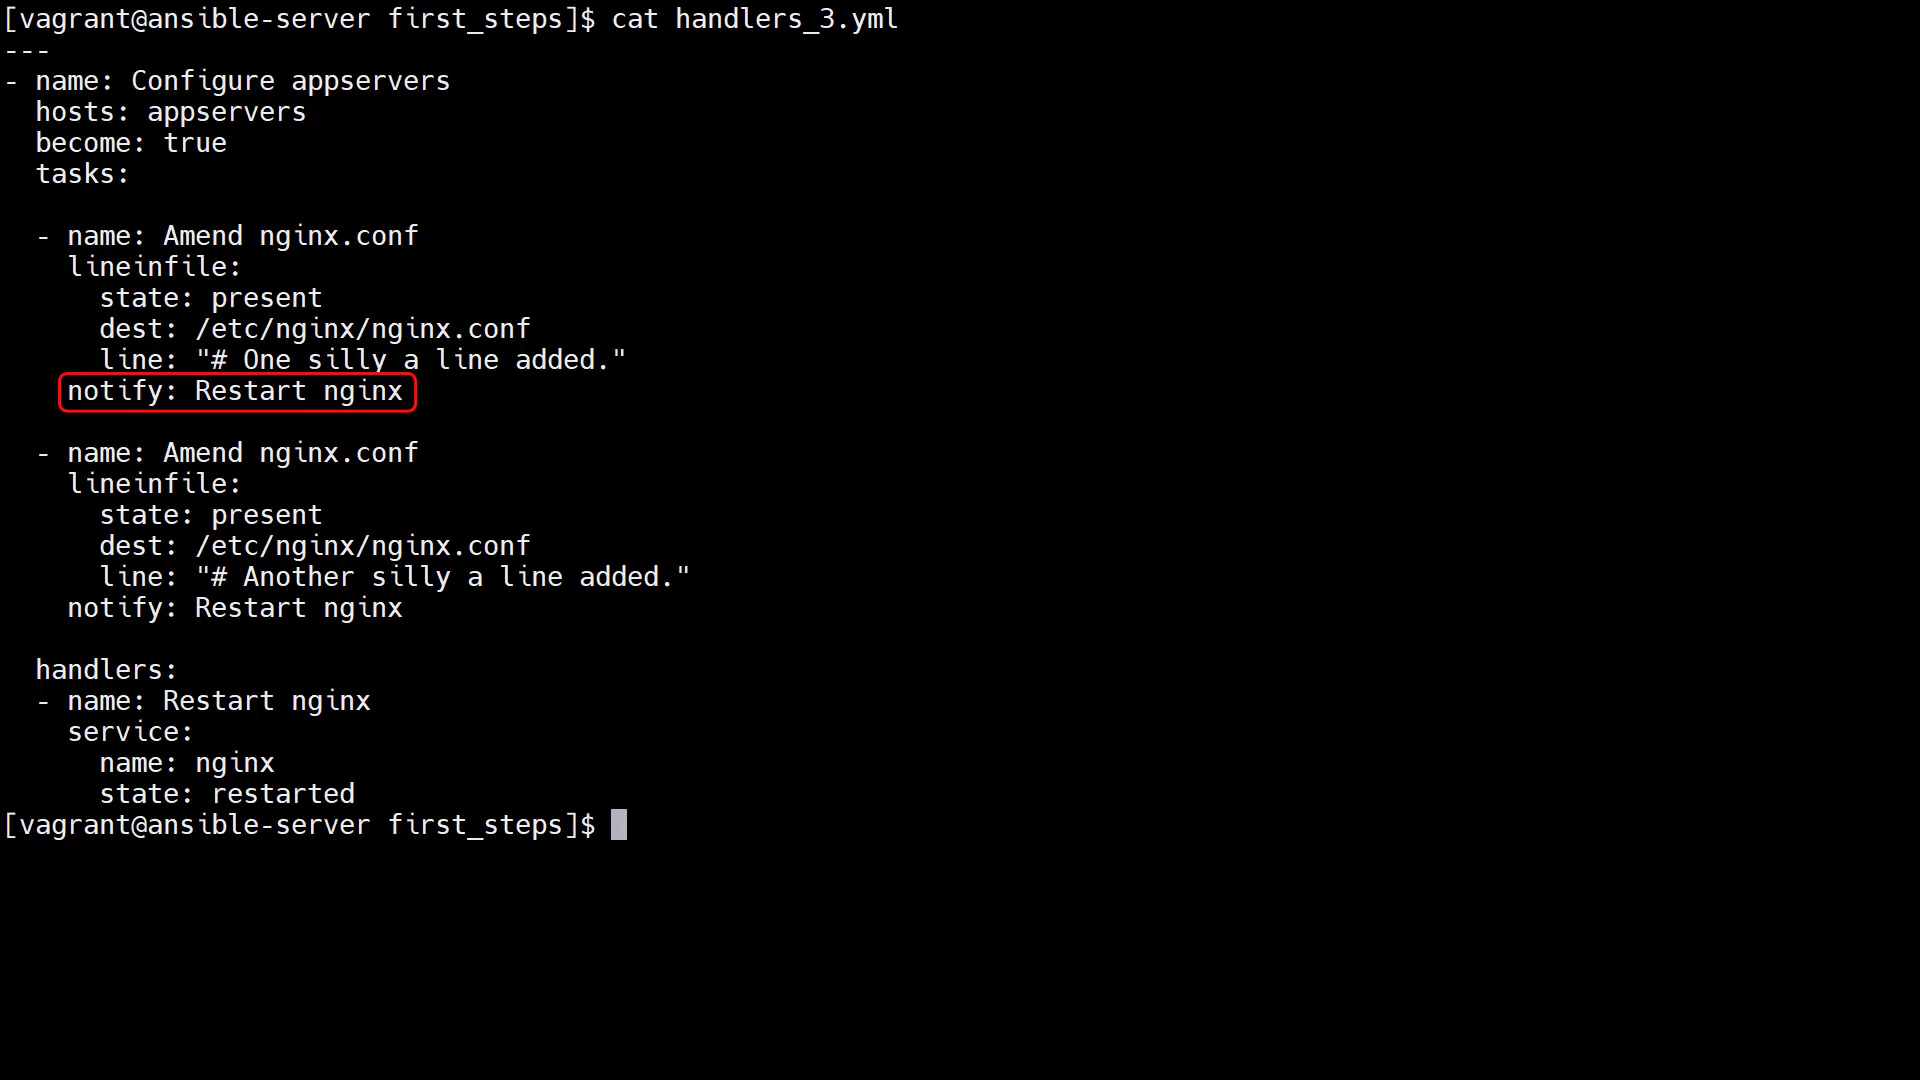 [vagrant@ansible-server first_steps]$ cat handlers_3.yml
---
- name: Configure appservers
  hosts: appservers
  become: true
  tasks:

  - name: Amend nginx.conf
    lineinfile:
      state: present
      dest: /etc/nginx/nginx.conf
      line: "# One silly a line added."
    notify: Restart nginx

  - name: Amend nginx.conf
    lineinfile:
      state: present
      dest: /etc/nginx/nginx.conf
      line: "# Another silly a line added."
    notify: Restart nginx

  handlers:
  - name: Restart nginx
    service:
      name: nginx
      state: restarted
[vagrant@ansible-server first_steps]$